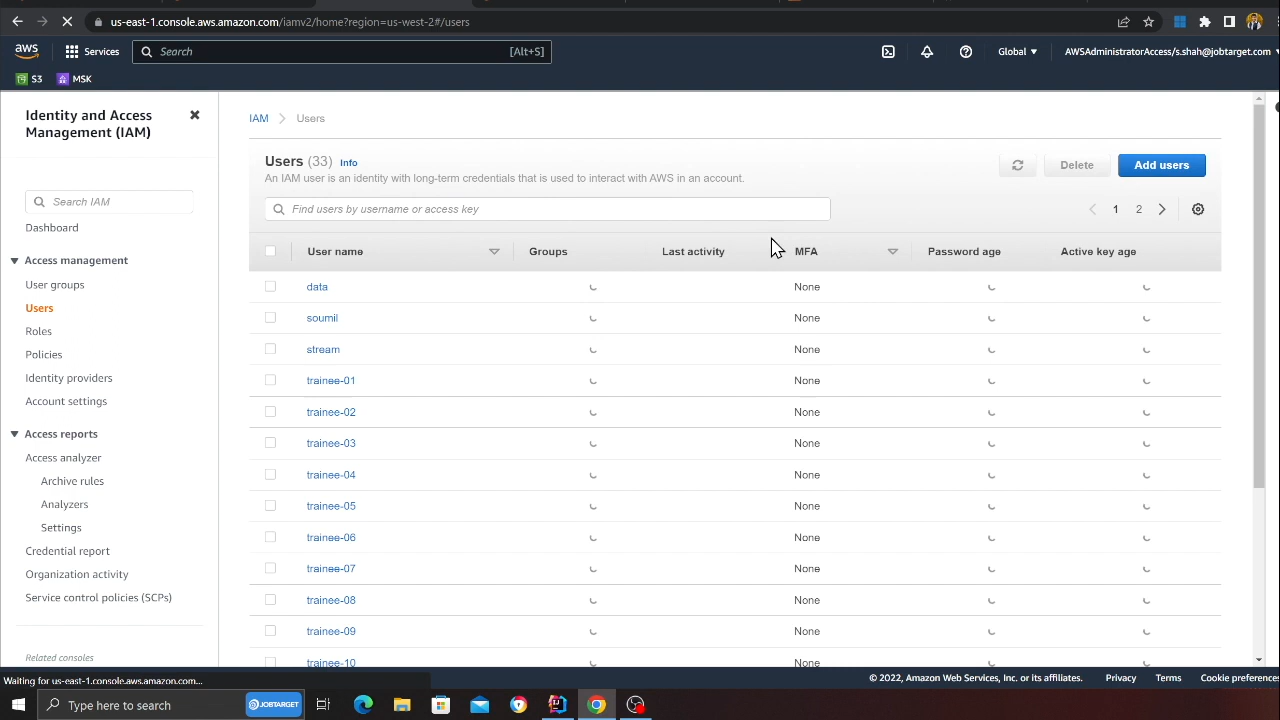 us-east-1.console.aws.amazon.com/iamv2/home?region=us-west-2#/users
aws Services Search [Alt+S] Global AWSAdministratorAccess/s.shah@jobtarget.com
S3 MSK
Identity and Access
Management (IAM)
Search IAM
Dashboard
Access management
User groups
Users
Roles
Policies
Identity providers
Account settings
Access reports
Access analyzer
Archive rules
Analyzers
Settings
Credential report
Organization activity
Service control policies (SCPs)
Related consoles
IAM Users
Users (33) Info
An IAM user is an identity with long-term credentials that is used to interact with AWS in an account.
Delete Add users
Find users by username or access key
1 2
User name Groups Last activity MFA Password age Active key age
data None
soumil None
stream None
trainee-01 None
trainee-02 None
trainee-03 None
trainee-04 None
trainee-05 None
trainee-06 None
trainee-07 None
trainee-08 None
trainee-09 None
trainee-10 None
Waiting for us-east-1.console.aws.amazon.com...
© 2022, Amazon Web Services, Inc. or its affiliates. Privacy Terms Cookie preferences
Type here to search JOBTARGET